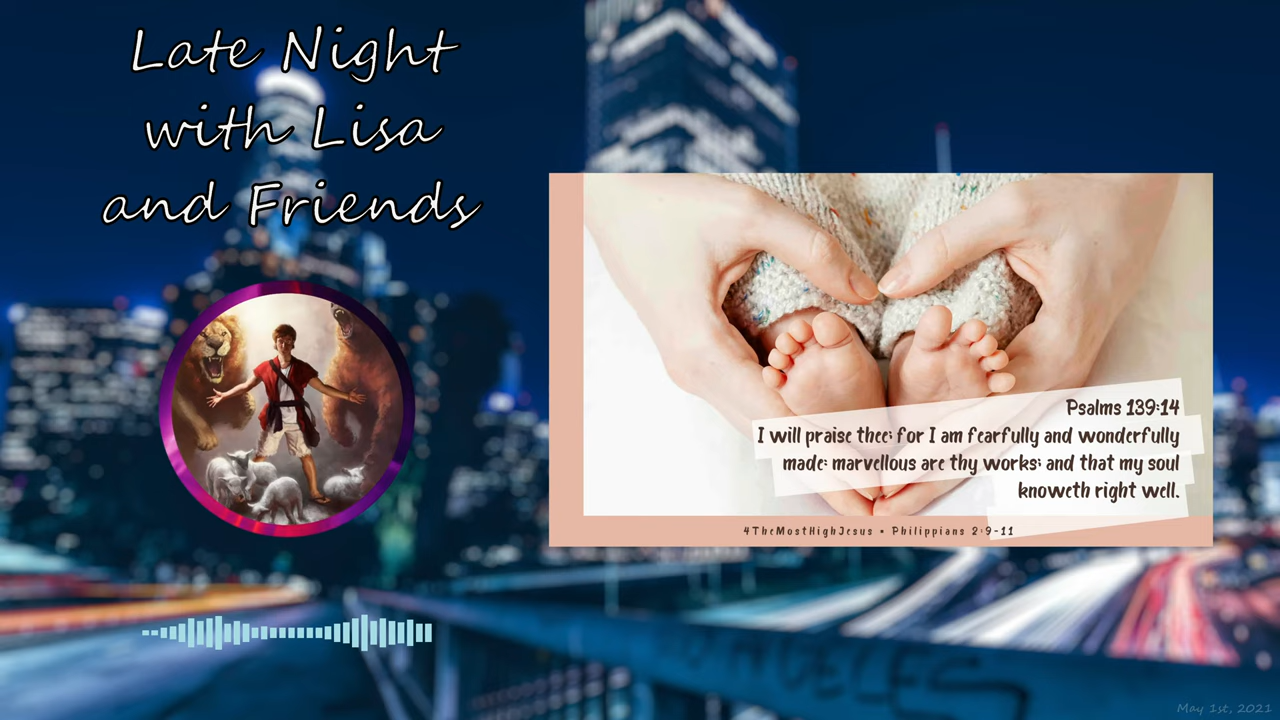 Late Night
with Lisa
and Friends
Psalms 139:14
I will praise thee; for I am fearfully and wonderfully
made: marvellous are thy works; and that my soul
knoweth right well.
4TheMostHighJesus • Philippians 2:9-11
May 1st, 2021